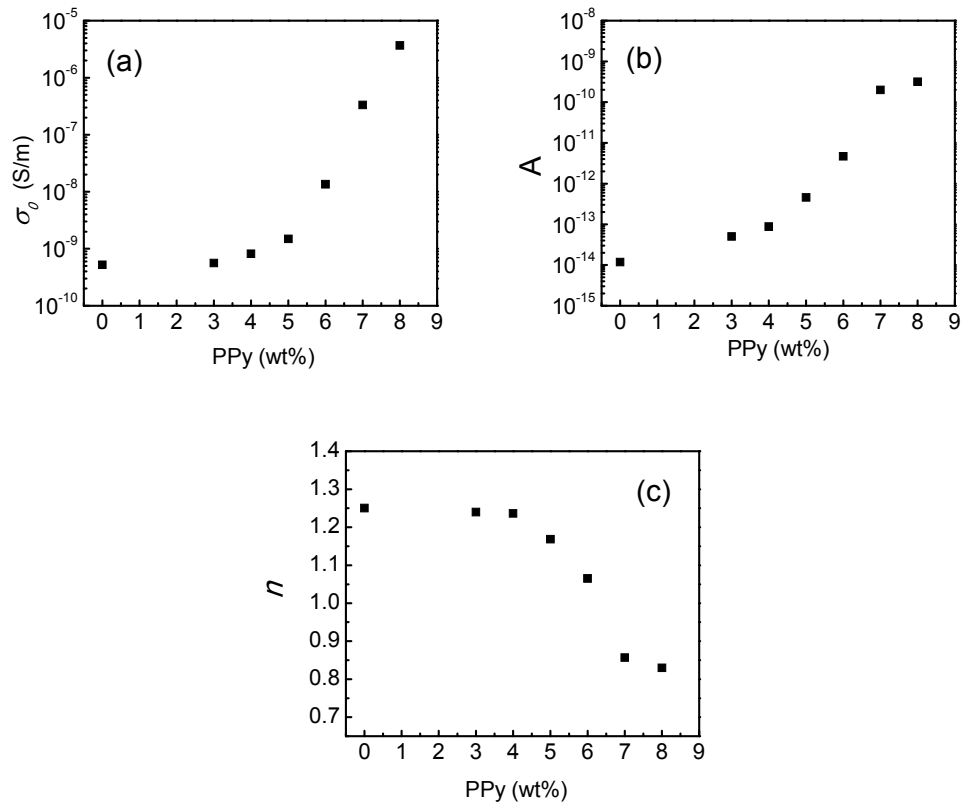 (a)
σ₀ (S/m)
10⁻⁵
10⁻⁶
10⁻⁷
10⁻⁸
10⁻⁹
10⁻¹⁰
0 1 2 3 4 5 6 7 8 9
PPy (wt%)
(b)
A
10⁻⁸
10⁻⁹
10⁻¹⁰
10⁻¹¹
10⁻¹²
10⁻¹³
10⁻¹⁴
10⁻¹⁵
0 1 2 3 4 5 6 7 8 9
PPy (wt%)
(c)
n
1.4
1.3
1.2
1.1
1.0
0.9
0.8
0.7
0 1 2 3 4 5 6 7 8 9
PPy (wt%)